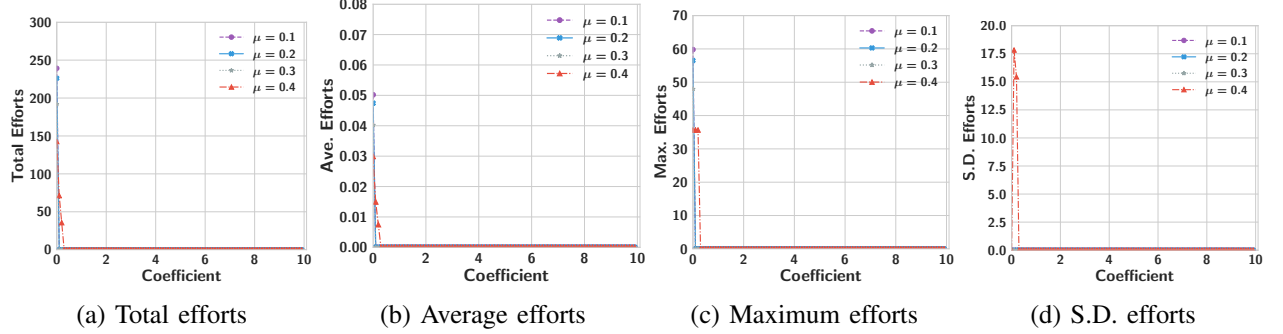 300
250
200
150
100
50
0
Total Efforts
μ = 0.1
μ = 0.2
μ = 0.3
μ = 0.4
0 2 4 6 8 10
Coefficient
(a) Total efforts
0.08
0.07
0.06
0.05
0.04
0.03
0.02
0.01
0.00
Ave. Efforts
μ = 0.1
μ = 0.2
μ = 0.3
μ = 0.4
0 2 4 6 8 10
Coefficient
(b) Average efforts
70
60
50
40
30
20
10
0
Max. Efforts
μ = 0.1
μ = 0.2
μ = 0.3
μ = 0.4
0 2 4 6 8 10
Coefficient
(c) Maximum efforts
20.0
17.5
15.0
12.5
10.0
7.5
5.0
2.5
0.0
S.D. Efforts
μ = 0.1
μ = 0.2
μ = 0.3
μ = 0.4
0 2 4 6 8 10
Coefficient
(d) S.D. efforts